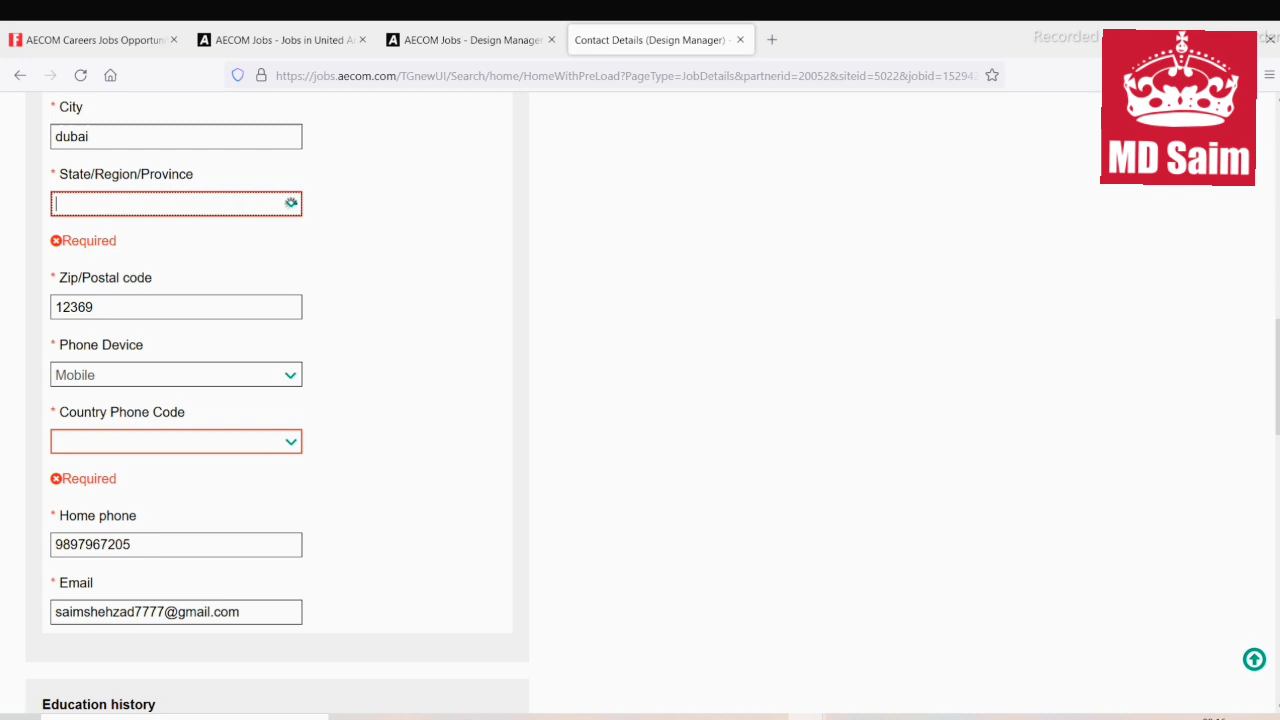 AECOM Careers Jobs Opportun
AECOM Jobs - Jobs in United A
AECOM Jobs - Design Manager
Contact Details (Design Manager) -
Recorded
https://jobs.aecom.com/TGnewUI/Search/home/HomeWithPreLoad?PageType=JobDetails&partnerid=20052&siteid=5022&jobid=15294
MD Saim
* City
dubai
* State/Region/Province
Required
* Zip/Postal code
12369
* Phone Device
Mobile
* Country Phone Code
Required
* Home phone
9897967205
* Email
saimshehzad7777@gmail.com
Education history